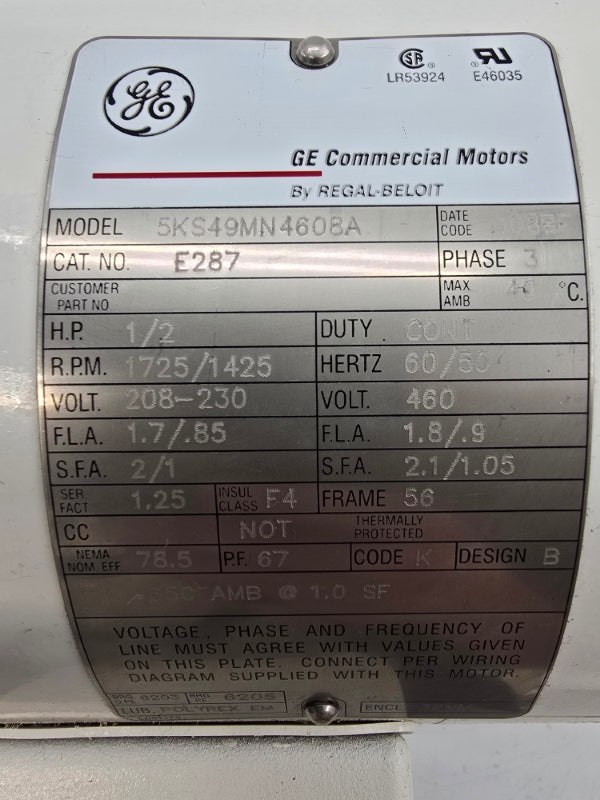 GE
SA ®
LR53924
® RU
E46035
GE Commercial Motors
By REGAL-BELOIT
MODEL 5KS49MN4608A DATE CODE
CAT. NO. E287 PHASE 3
CUSTOMER PART NO MAX AMB 40 °C.
H.P. 1/2 DUTY CONT
R.P.M. 1725/1425 HERTZ 60/50
VOLT. 208-230 VOLT. 460
F.L.A. 1.7/.85 F.L.A. 1.8/.9
S.F.A. 2/1 S.F.A. 2.1/1.05
SER. FACT 1.25 INSUL CLASS F4 FRAME 56
CC NOT THERMALLY PROTECTED
NEMA NOM. EFF 78.5 P.F. 67 CODE K DESIGN B
AMB @ 1.0 SF
VOLTAGE, PHASE AND FREQUENCY OF
LINE MUST AGREE WITH VALUES GIVEN
ON THIS PLATE. CONNECT PER WIRING
DIAGRAM SUPPLIED WITH THIS MOTOR.
BRG 6203 BRG 6205
LUB. POLYREX EM ENCL